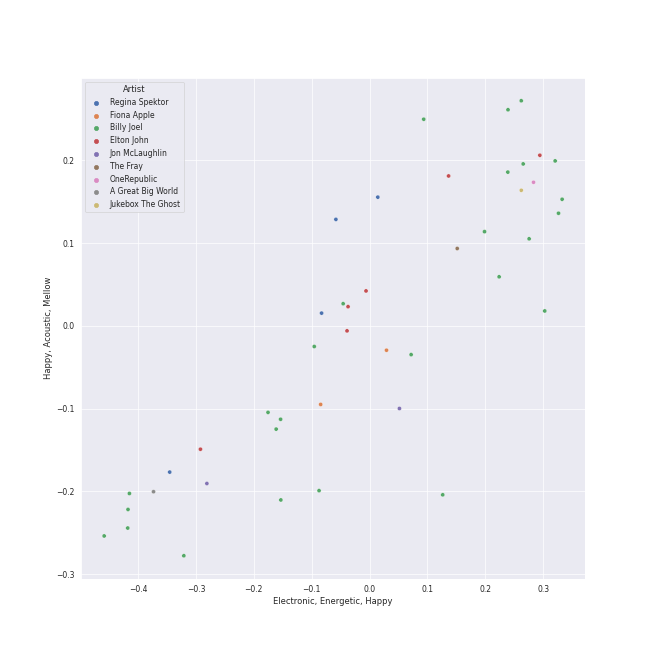 Artist
Regina Spektor
Fiona Apple
Billy Joel
Elton John
Jon McLaughlin
The Fray
OneRepublic
A Great Big World
Jukebox The Ghost
0.2
0.1
0.0
−0.1
−0.2
−0.3
Happy, Acoustic, Mellow
−0.4 −0.3 −0.2 −0.1 0.0 0.1 0.2 0.3
Electronic, Energetic, Happy